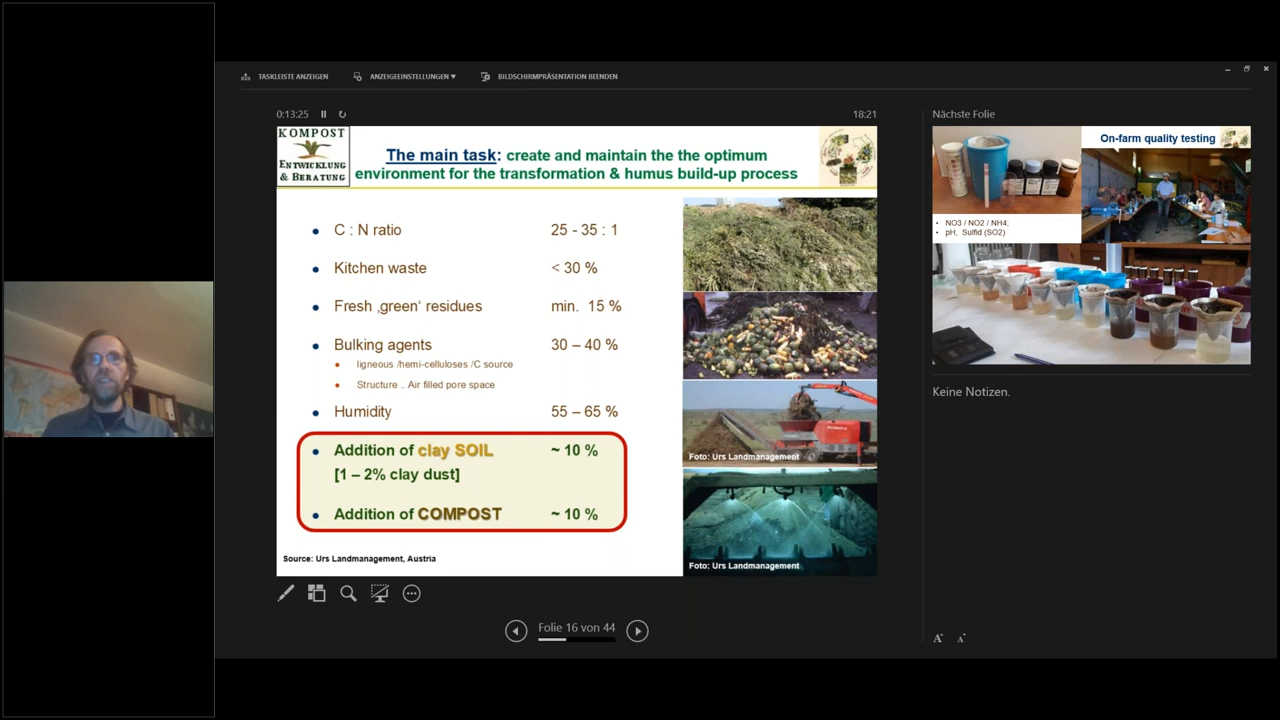 TASKLEISTE ANZEIGEN
ANZEIGEEINSTELLUNGEN
BILDSCHIRMPRÄSENTATION BEENDEN
0:13:25
18:21
KOMPOST
ENTWICKLUNG
& BERATUNG
The main task: create and maintain the the optimum
environment for the transformation & humus build-up process
C : N ratio 25 - 35 : 1
Kitchen waste < 30 %
Fresh ‚green‘ residues min. 15 %
Bulking agents 30 – 40 %
ligneous /hemi-celluloses /C source
Structure .. Air filled pore space
Humidity 55 – 65 %
Addition of clay SOIL ~ 10 %
[1 – 2% clay dust]
Addition of COMPOST ~ 10 %
Source: Urs Landmanagement, Austria
Foto: Urs Landmanagement
Foto: Urs Landmanagement
Folie 16 von 44
Nächste Folie
On-farm quality testing
NO3 / NO2 / NH4;
pH, Sulfid (SO2)
Keine Notizen.